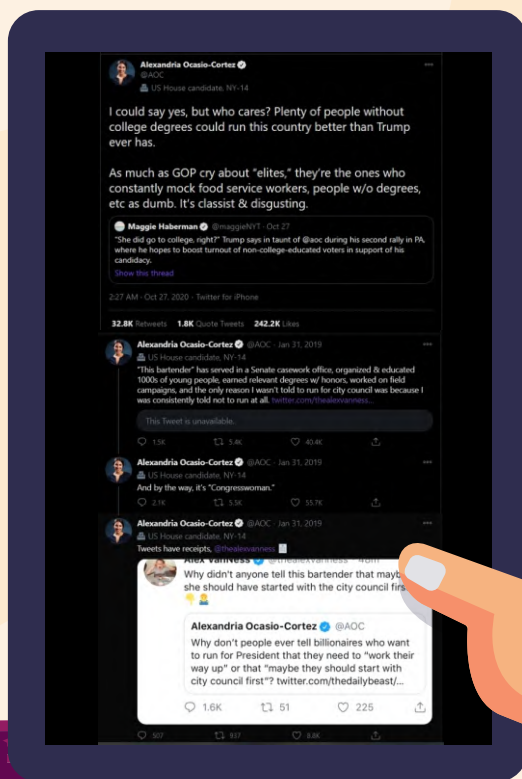 Alexandria Ocasio-Cortez
@AOC
US House candidate, NY-14
I could say yes, but who cares? Plenty of people without
college degrees could run this country better than Trump
ever has.
As much as GOP cry about "elites," they're the ones who
constantly mock food service workers, people w/o degrees,
etc as dumb. It's classist & disgusting.
Maggie Haberman @maggieNYT · Oct 27
"She did go to college, right?" Trump says in taunt of @aoc during his second rally in PA,
where he hopes to boost turnout of non-college-educated voters in support of his
candidacy.
Show this thread
2:27 AM · Oct 27, 2020 · Twitter for iPhone
32.8K Retweets 1.8K Quote Tweets 242.2K Likes
Alexandria Ocasio-Cortez @AOC · Jan 31, 2019
US House candidate, NY-14
"This bartender" has served in a Senate casework office, organized & educated
1000s of young people, earned relevant degrees w/ honors, worked on field
campaigns, and the only reason I wasn't told to run for city council was because I
was consistently told not to run at all. twitter.com/thealexvanness...
This Tweet is unavailable.
1.5K 5.4K 40.4K
Alexandria Ocasio-Cortez @AOC · Jan 31, 2019
US House candidate, NY-14
And by the way, it's "Congresswoman."
2.1K 5.5K 55.7K
Alexandria Ocasio-Cortez @AOC · Jan 31, 2019
US House candidate, NY-14
Tweets have receipts, @thealexvanness
Alex VanNess @thealexvanness · 48m
Why didn't anyone tell this bartender that mayb
she should have started with the city council firs
Alexandria Ocasio-Cortez @AOC
Why don't people ever tell billionaires who want
to run for President that they need to "work their
way up" or that "maybe they should start with
city council first"? twitter.com/thedailybeast/...
1.6K 51 225
507 937 8.8K